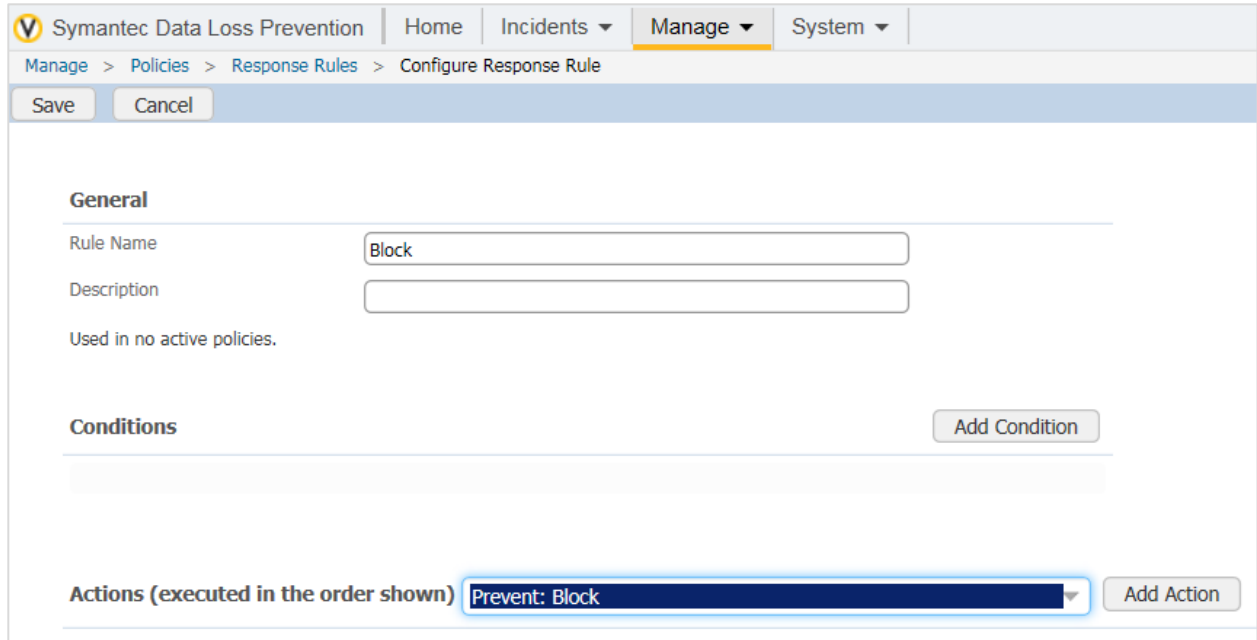 Symantec Data Loss Prevention Home Incidents Manage System
Manage > Policies > Response Rules > Configure Response Rule
Save Cancel
General
Rule Name Block
Description
Used in no active policies.
Conditions Add Condition
Actions (executed in the order shown) Prevent: Block Add Action